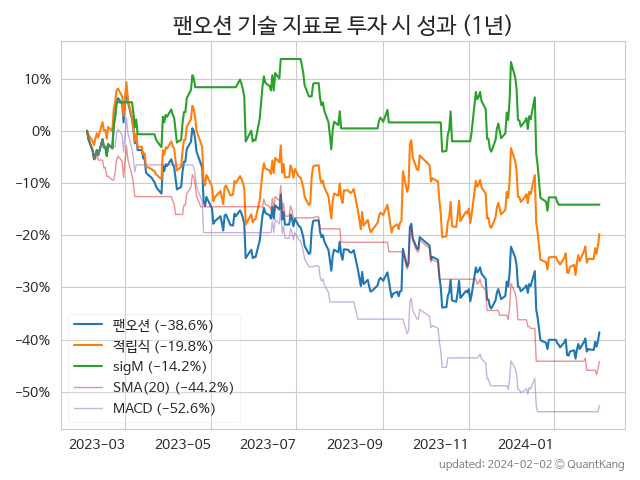 팬오션 기술 지표로 투자 시 성과 (1년)
10%
0%
−10%
−20%
−30%
−40%
−50%
팬오션 (−38.6%)
적립식 (−19.8%)
sigM (−14.2%)
SMA(20) (−44.2%)
MACD (−52.6%)
2023−03 2023−05 2023−07 2023−09 2023−11 2024−01
updated: 2024−02−02 © QuantKang